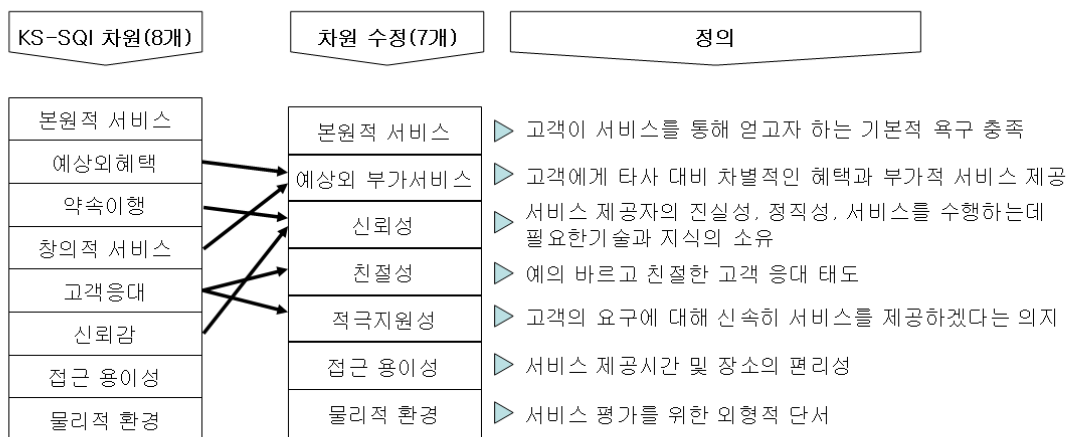 KS-SQI 차원(8개)
차원 수정(7개)
정의
본원적 서비스
예상외혜택
약속이행
창의적 서비스
고객응대
신뢰감
접근 용이성
물리적 환경
본원적 서비스
예상외 부가서비스
신뢰성
친절성
적극지원성
접근 용이성
물리적 환경
고객이 서비스를 통해 얻고자 하는 기본적 욕구 충족
고객에게 타사 대비 차별적인 혜택과 부가적 서비스 제공
서비스 제공자의 진실성, 정직성, 서비스를 수행하는데
필요한기술과 지식의 소유
예의 바르고 친절한 고객 응대 태도
고객의 요구에 대해 신속히 서비스를 제공하겠다는 의지
서비스 제공시간 및 장소의 편리성
서비스 평가를 위한 외형적 단서